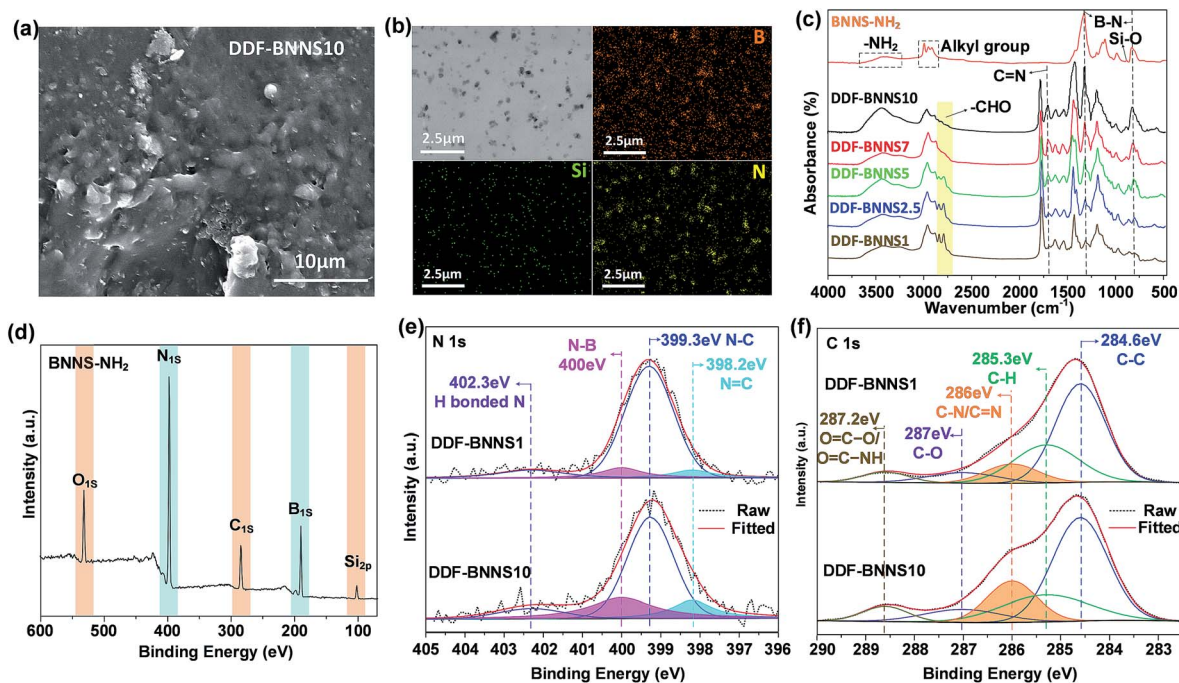 (a)
DDF-BNNS10
10μm
(b)
2.5μm
B
2.5μm
Si
2.5μm
N
2.5μm
(c)
BNNS-NH₂
-NH₂
Alkyl group
B-N
Si-O
C=N
-CHO
DDF-BNNS10
DDF-BNNS7
DDF-BNNS5
DDF-BNNS2.5
DDF-BNNS1
Absorbance (%)
4000 3500 3000 2500 2000 1500 1000 500
Wavenumber (cm⁻¹)
(d)
BNNS-NH₂
N₁S
O₁S
C₁S
B₁S
Si₂p
Intensity (a.u.)
600 500 400 300 200 100
Binding Energy (eV)
(e)
N 1s
N-B
400eV
399.3eV N-C
398.2eV
N=C
402.3eV
H bonded N
DDF-BNNS1
Raw
Fitted
DDF-BNNS10
Intensity (a.u.)
405 404 403 402 401 400 399 398 397 396
Binding Energy (eV)
(f)
C 1s
284.6eV
C-C
285.3eV
C-H
286eV
C-N/C=N
287eV
C-O
287.2eV
O=C-O/
O=C-NH
DDF-BNNS1
Raw
Fitted
DDF-BNNS10
Intensity (a.u.)
290 289 288 287 286 285 284 283
Binding Energy (eV)